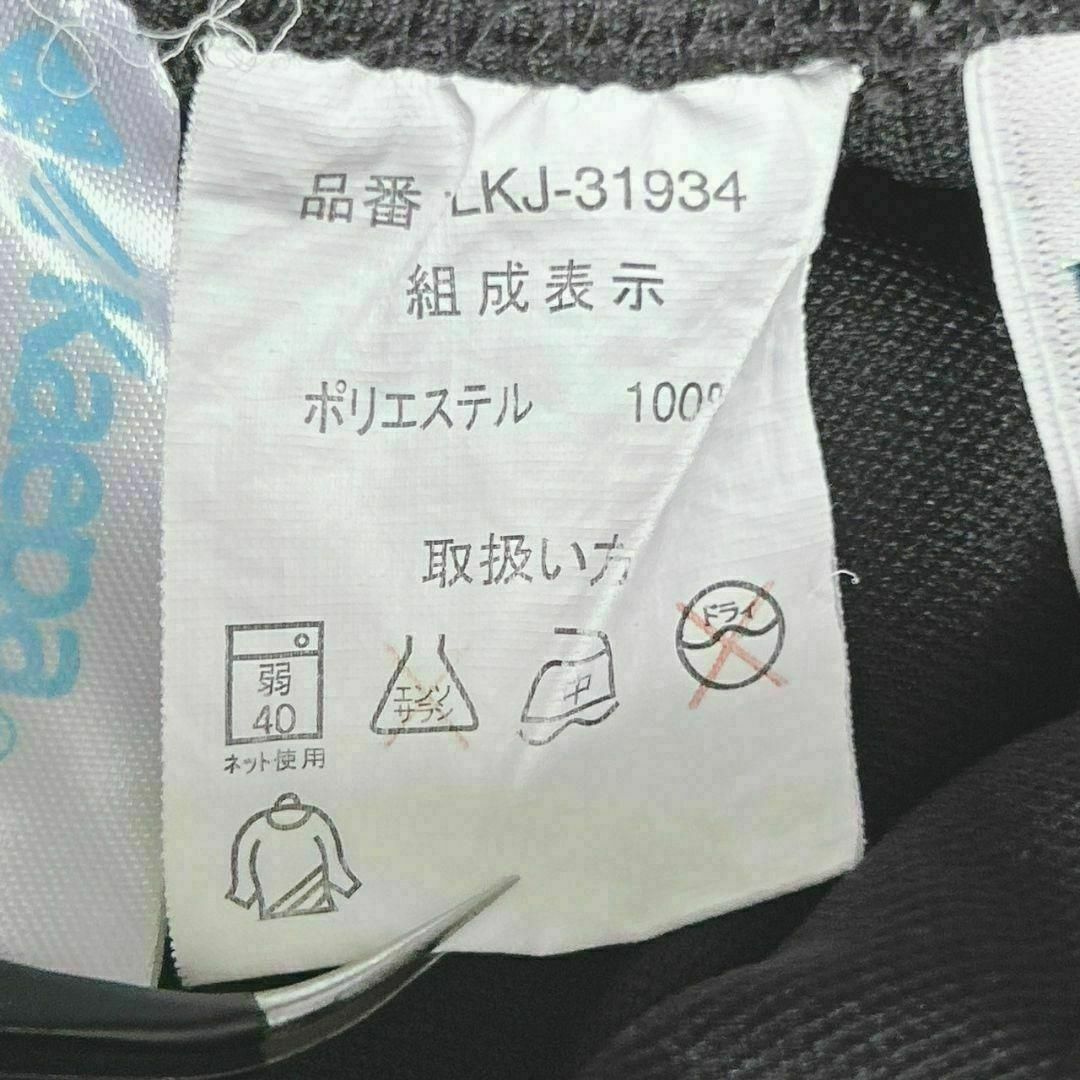 品番 LKJ-31934
組成表示
ポリエステル 100%
取扱い方
弱
40
ネット使用
エンソ
サラシ
中
ドライ
Kaepa